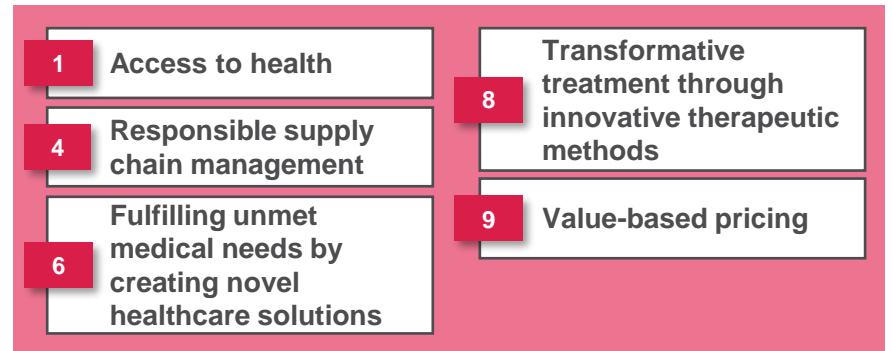 1 Access to health
4 Responsible supply
chain management
6 Fulfilling unmet
medical needs by
creating novel
healthcare solutions
8 Transformative
treatment through
innovative therapeutic
methods
9 Value-based pricing